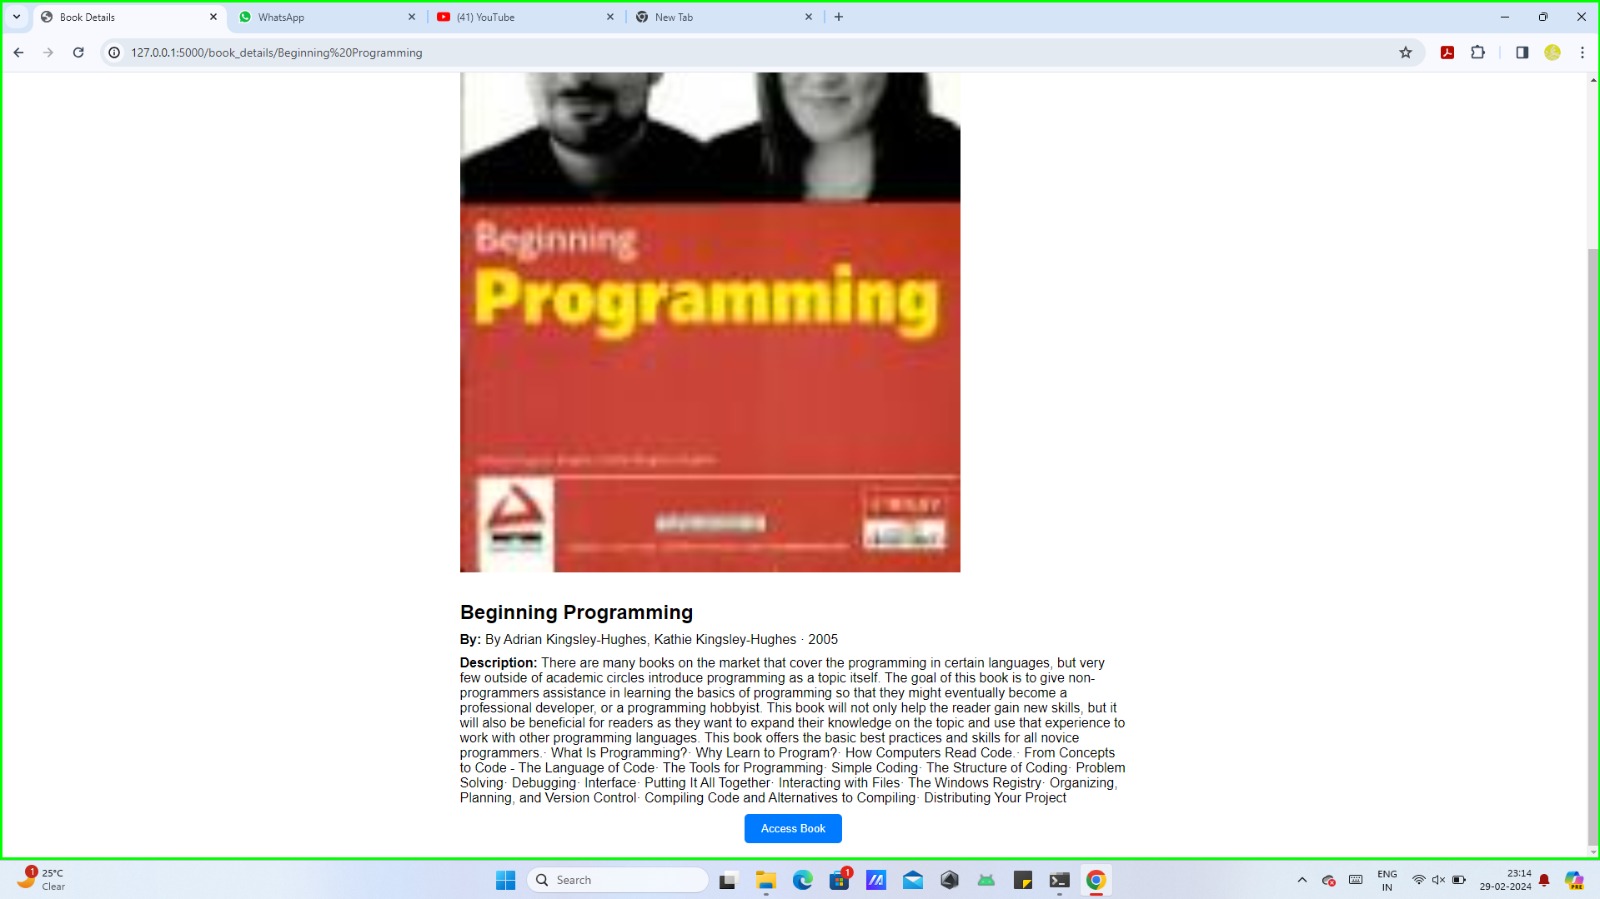 Book Details
WhatsApp
(41) YouTube
New Tab
127.0.0.1:5000/book_details/Beginning%20Programming
Beginning
Programming
Beginning Programming
By: By Adrian Kingsley-Hughes, Kathie Kingsley-Hughes · 2005
Description: There are many books on the market that cover the programming in certain languages, but very
few outside of academic circles introduce programming as a topic itself. The goal of this book is to give non-
programmers assistance in learning the basics of programming so that they might eventually become a
professional developer, or a programming hobbyist. This book will not only help the reader gain new skills, but it
will also be beneficial for readers as they want to expand their knowledge on the topic and use that experience to
work with other programming languages. This book offers the basic best practices and skills for all novice
programmers.· What Is Programming?· Why Learn to Program?· How Computers Read Code.· From Concepts
to Code - The Language of Code· The Tools for Programming· Simple Coding· The Structure of Coding· Problem
Solving· Debugging· Interface· Putting It All Together· Interacting with Files· The Windows Registry· Organizing,
Planning, and Version Control· Compiling Code and Alternatives to Compiling· Distributing Your Project
Access Book
1
25°C
Clear
Search
1
ENG
IN
23:14
29-02-2024
PRE